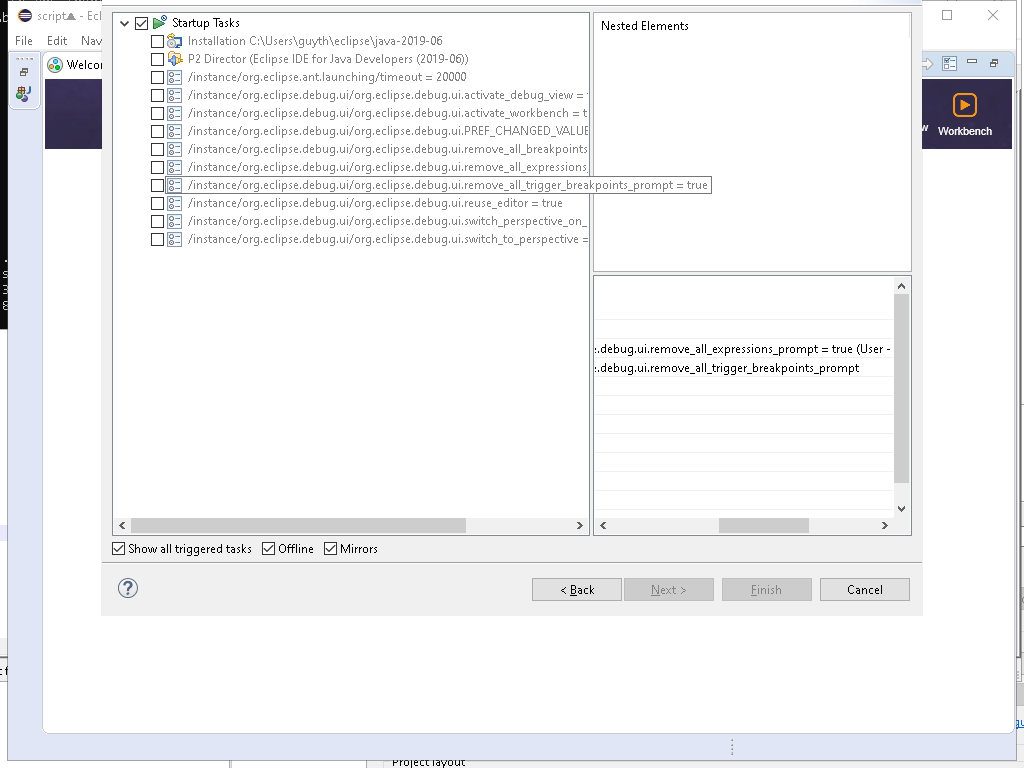 script
File Edit Nav
Startup Tasks
Installation C:\Users\guyth\eclipse\java-2019-06
P2 Director (Eclipse IDE for Java Developers (2019-06))
/instance/org.eclipse.ant.launching/timeout = 20000
/instance/org.eclipse.debug.ui/org.eclipse.debug.ui.activate_debug_view =
/instance/org.eclipse.debug.ui/org.eclipse.debug.ui.activate_workbench = t
/instance/org.eclipse.debug.ui/org.eclipse.debug.ui.PREF_CHANGED_VALUE
/instance/org.eclipse.debug.ui/org.eclipse.debug.ui.remove_all_breakpoints
/instance/org.eclipse.debug.ui/org.eclipse.debug.ui.remove_all_expressions_
/instance/org.eclipse.debug.ui/org.eclipse.debug.ui.remove_all_trigger_breakpoints_prompt = true
/instance/org.eclipse.debug.ui/org.eclipse.debug.ui.reuse_editor = true
/instance/org.eclipse.debug.ui/org.eclipse.debug.ui.switch_perspective_on_
/instance/org.eclipse.debug.ui/org.eclipse.debug.ui.switch_to_perspective =
Nested Elements
Workbench
.debug.ui.remove_all_expressions_prompt = true (User -
.debug.ui.remove_all_trigger_breakpoints_prompt
Show all triggered tasks Offline Mirrors
?
< Back Next > Finish Cancel
Project layout